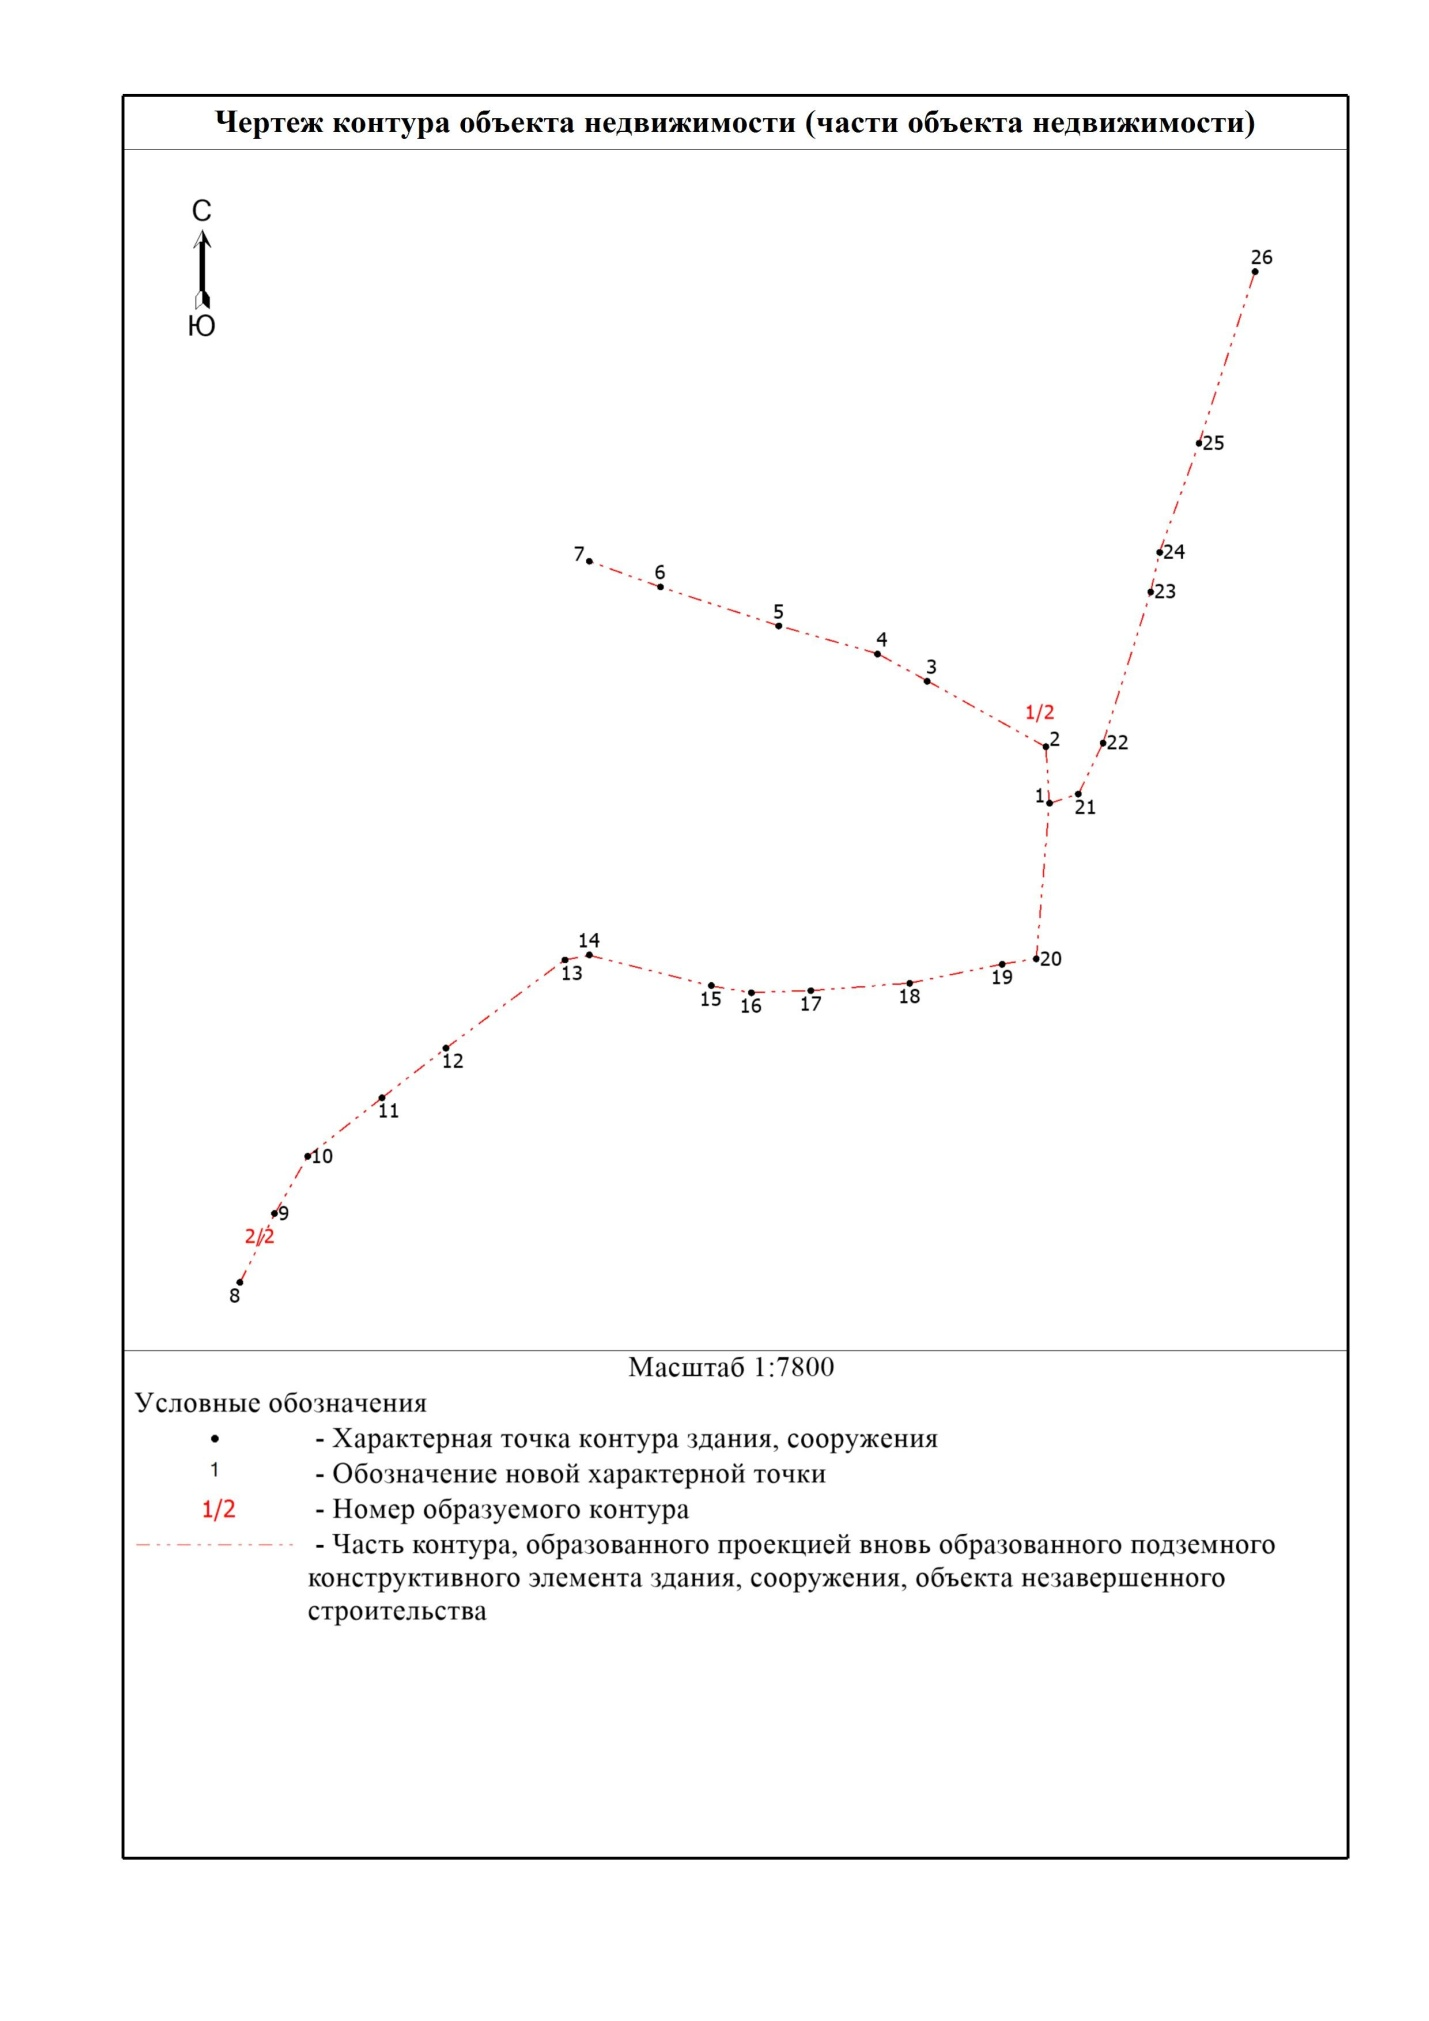 Чертеж контура объекта недвижимости (части объекта недвижимости)
С
Ю
26
25
24
23
7
6
5
4
3
1/2
2
22
1
21
14
13
20
19
15
16
17
18
12
11
10
9
2/2
8
Масштаб 1:7800
Условные обозначения
- Характерная точка контура здания, сооружения
1 - Обозначение новой характерной точки
1/2 - Номер образуемого контура
- Часть контура, образованного проекцией вновь образованного подземного
конструктивного элемента здания, сооружения, объекта незавершенного
строительства